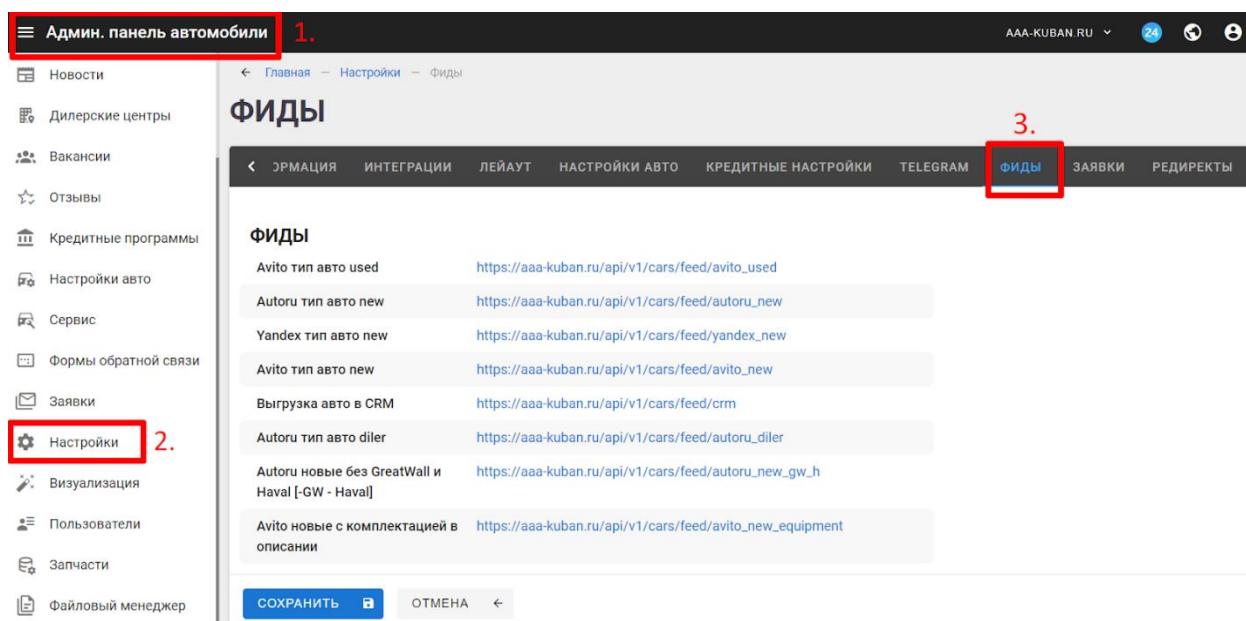 Админ. панель автомобили 1. AAA-KUBAN.RU 24
Новости
Дилерские центры
Вакансии
Отзывы
Кредитные программы
Настройки авто
Сервис
Формы обратной связи
Заявки
Настройки 2.
Визуализация
Пользователи
Запчасти
Файловый менеджер
← Главная — Настройки — Фиды
ФИДЫ
3.
ОРМАЦИЯ ИНТЕГРАЦИИ ЛЕЙАУТ НАСТРОЙКИ АВТО КРЕДИТНЫЕ НАСТРОЙКИ TELEGRAM ФИДЫ ЗАЯВКИ РЕДИРЕКТЫ
ФИДЫ
Avito тип авто used https://aaa-kuban.ru/api/v1/cars/feed/avito_used
Autoru тип авто new https://aaa-kuban.ru/api/v1/cars/feed/autoru_new
Yandex тип авто new https://aaa-kuban.ru/api/v1/cars/feed/yandex_new
Avito тип авто new https://aaa-kuban.ru/api/v1/cars/feed/avito_new
Выгрузка авто в CRM https://aaa-kuban.ru/api/v1/cars/feed/crm
Autoru тип авто diler https://aaa-kuban.ru/api/v1/cars/feed/autoru_diler
Autoru новые без GreatWall и https://aaa-kuban.ru/api/v1/cars/feed/autoru_new_gw_h
Haval [-GW - Haval]
Avito новые с комплектацией в https://aaa-kuban.ru/api/v1/cars/feed/avito_new_equipment
описании
СОХРАНИТЬ ОТМЕНА ←